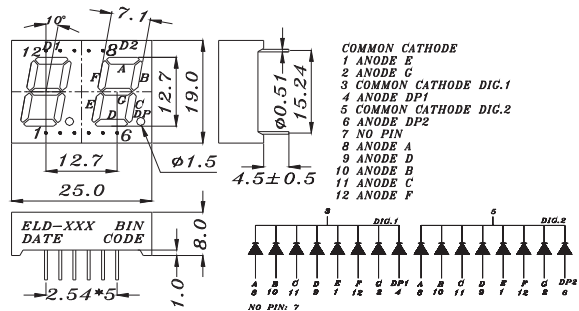 10°
7.1
12 D1 8 D2
A
F B
G
E C
D DP
1 6
12.7
19.0
12.7
25.0
ø1.5
ø0.51
15.24
4.5±0.5
COMMON CATHODE
1 ANODE E
2 ANODE G
3 COMMON CATHODE DIG.1
4 ANODE DP1
5 COMMON CATHODE DIG.2
6 ANODE DP2
7 NO PIN
8 ANODE A
9 ANODE D
10 ANODE B
11 ANODE C
12 ANODE F
ELD-XXX BIN
DATE CODE
8.0
1.0
2.54*5
3 5
DIG.1 DIG.2
A B C D E F G DP1 A B C D E F G DP2
8 10 11 9 1 12 2 4 8 10 11 9 1 12 2 6
NO PIN: 7